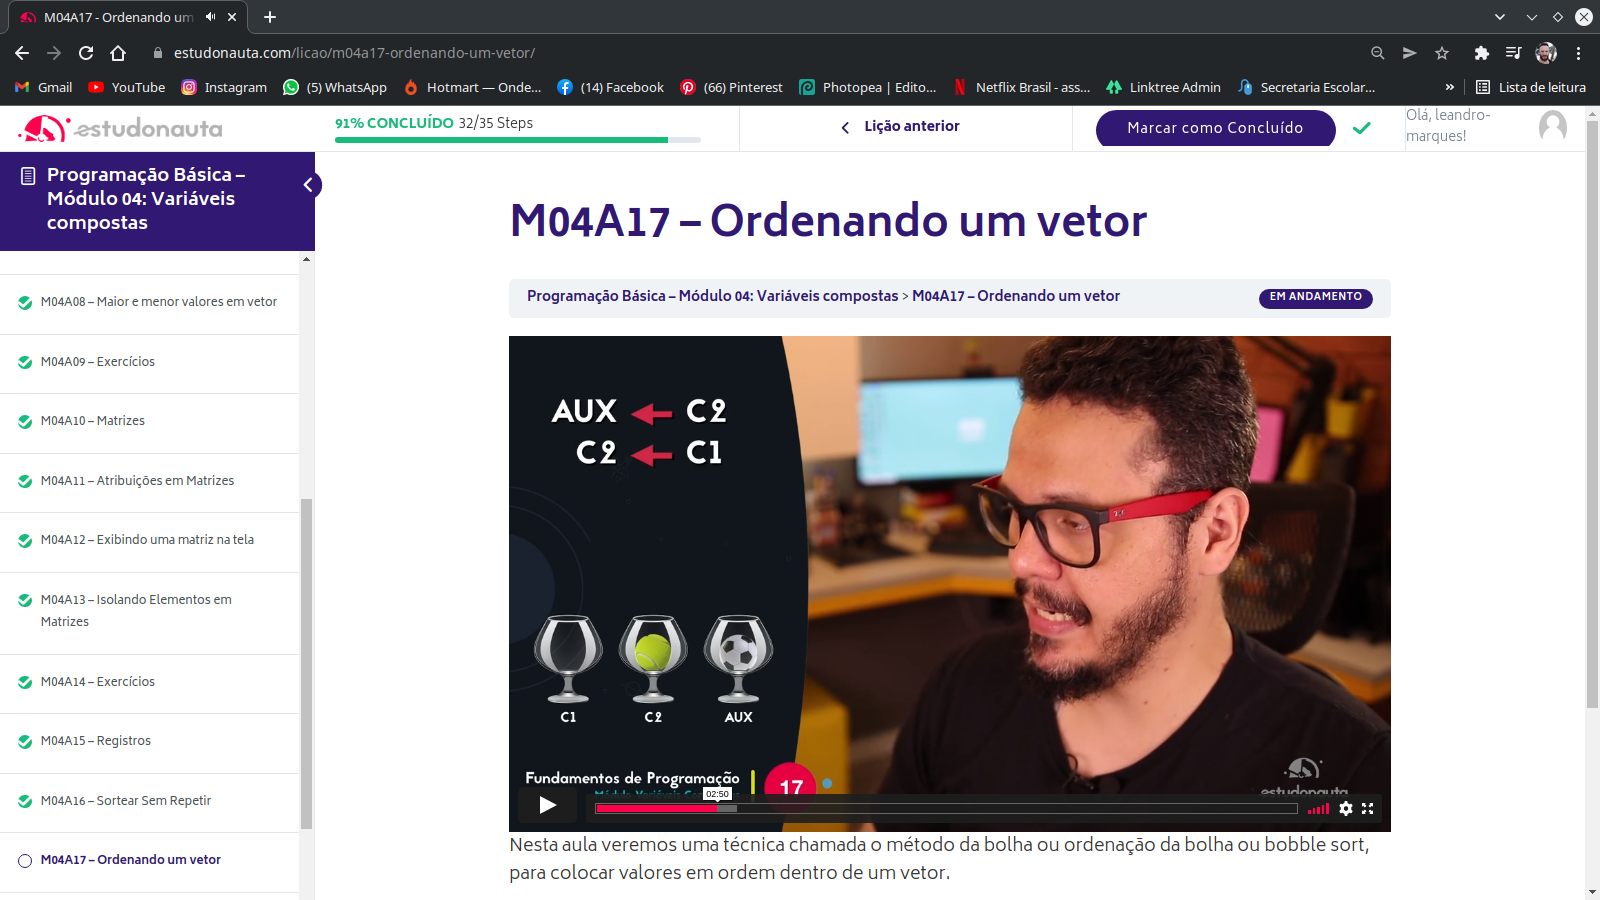 M04A17 - Ordenando um
estudonauta.com/licao/m04a17-ordenando-um-vetor/
Gmail
YouTube
Instagram
(5) WhatsApp
Hotmart — Onde...
(14) Facebook
(66) Pinterest
Photopea | Edito...
Netflix Brasil - ass...
Linktree Admin
Secretaria Escolar...
»
Lista de leitura
estudonauta
91% CONCLUÍDO 32/35 Steps
Lição anterior
Marcar como Concluído
Olá, leandro-
marques!
Programação Básica –
Módulo 04: Variáveis
compostas
M04A08 – Maior e menor valores em vetor
M04A09 – Exercícios
M04A10 – Matrizes
M04A11 – Atribuições em Matrizes
M04A12 – Exibindo uma matriz na tela
M04A13 – Isolando Elementos em
Matrizes
M04A14 – Exercícios
M04A15 – Registros
M04A16 – Sortear Sem Repetir
M04A17 – Ordenando um vetor
M04A17 – Ordenando um vetor
Programação Básica – Módulo 04: Variáveis compostas > M04A17 – Ordenando um vetor
EM ANDAMENTO
AUX ← C2
C2 ← C1
C1
C2
AUX
Fundamentos de Programação
17
estudonauta
02:50
Nesta aula veremos uma técnica chamada o método da bolha ou ordenação da bolha ou bobble sort,
para colocar valores em ordem dentro de um vetor.